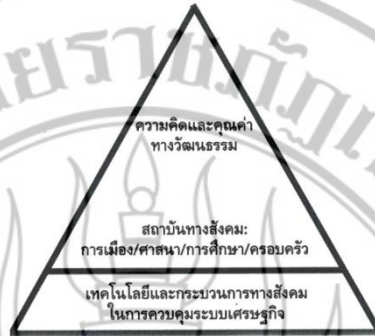 ความคิดและคุณค่า
ทางวัฒนธรรม
สถาบันทางสังคม:
การเมือง/ศาสนา/การศึกษา/ครอบครัว
เทคโนโลยีและกระบวนการทางสังคม
ในการควบคุมระบบเศรษฐกิจ